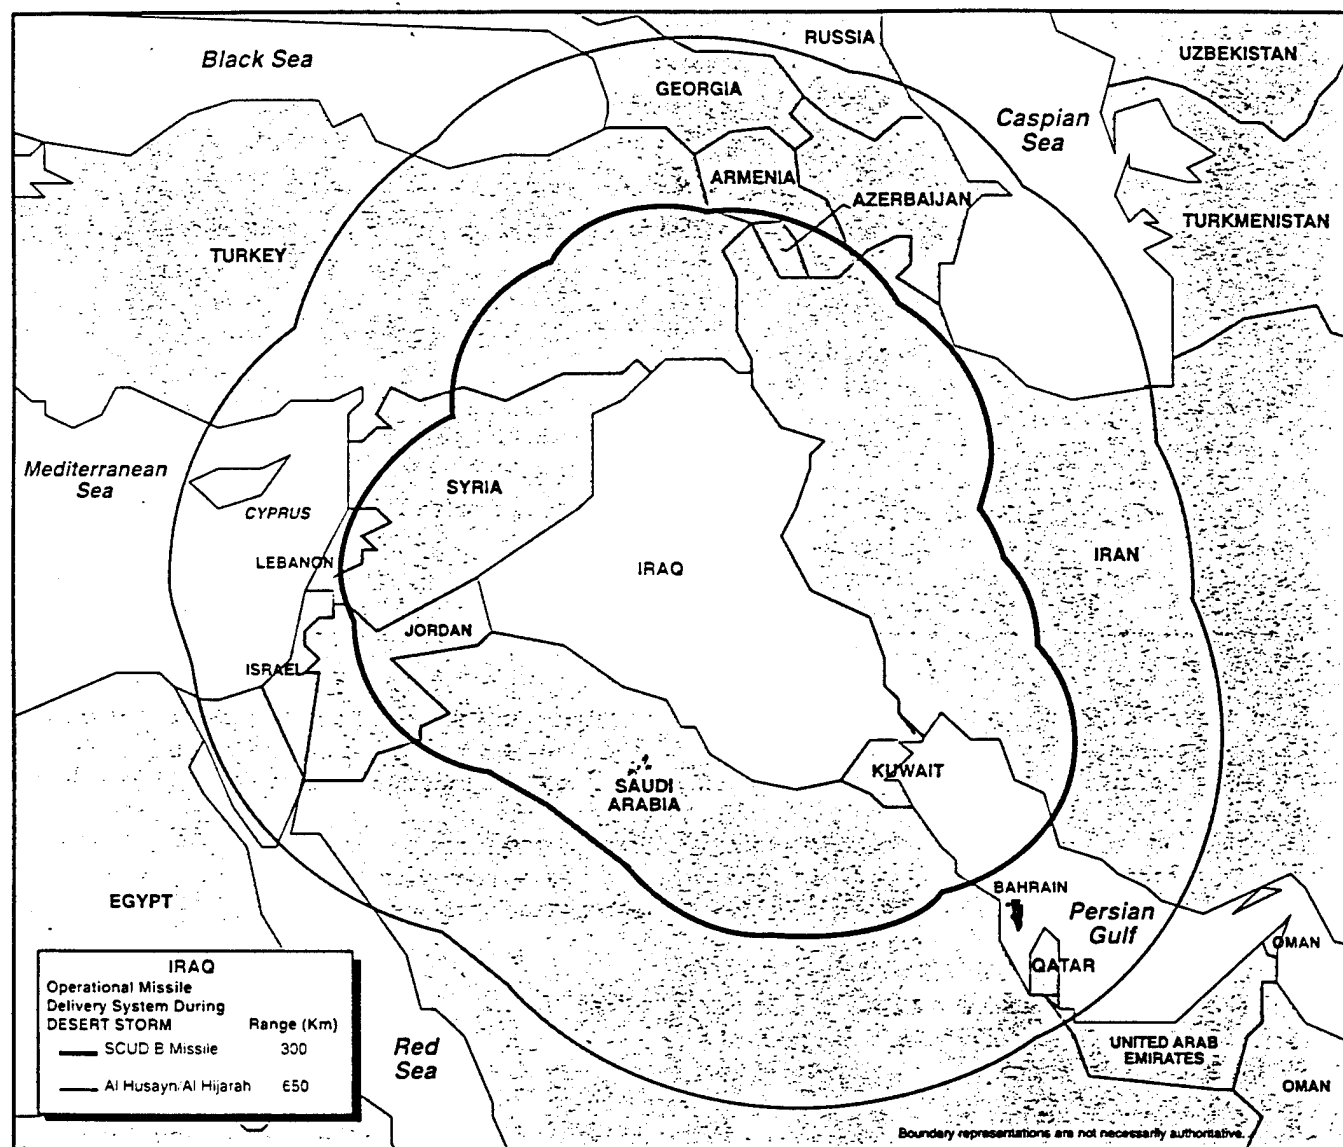 RUSSIA
UZBEKISTAN
Black Sea
GEORGIA
Caspian
Sea
ARMENIA
AZERBAIJAN
TURKMENISTAN
TURKEY
Mediterranean
Sea
SYRIA
CYPRUS
IRAN
LEBANON
IRAQ
JORDAN
ISRAEL
KUWAIT
SAUDI
ARABIA
BAHRAIN
EGYPT
Persian
Gulf
OMAN
QATAR
IRAQ
Operational Missile
Delivery System During
DESERT STORM Range (Km)
SCUD B Missile 300
Al Husayn/Al Hijarah 650
Red
Sea
UNITED ARAB
EMIRATES
OMAN
Boundary representations are not necessarily authoritative.